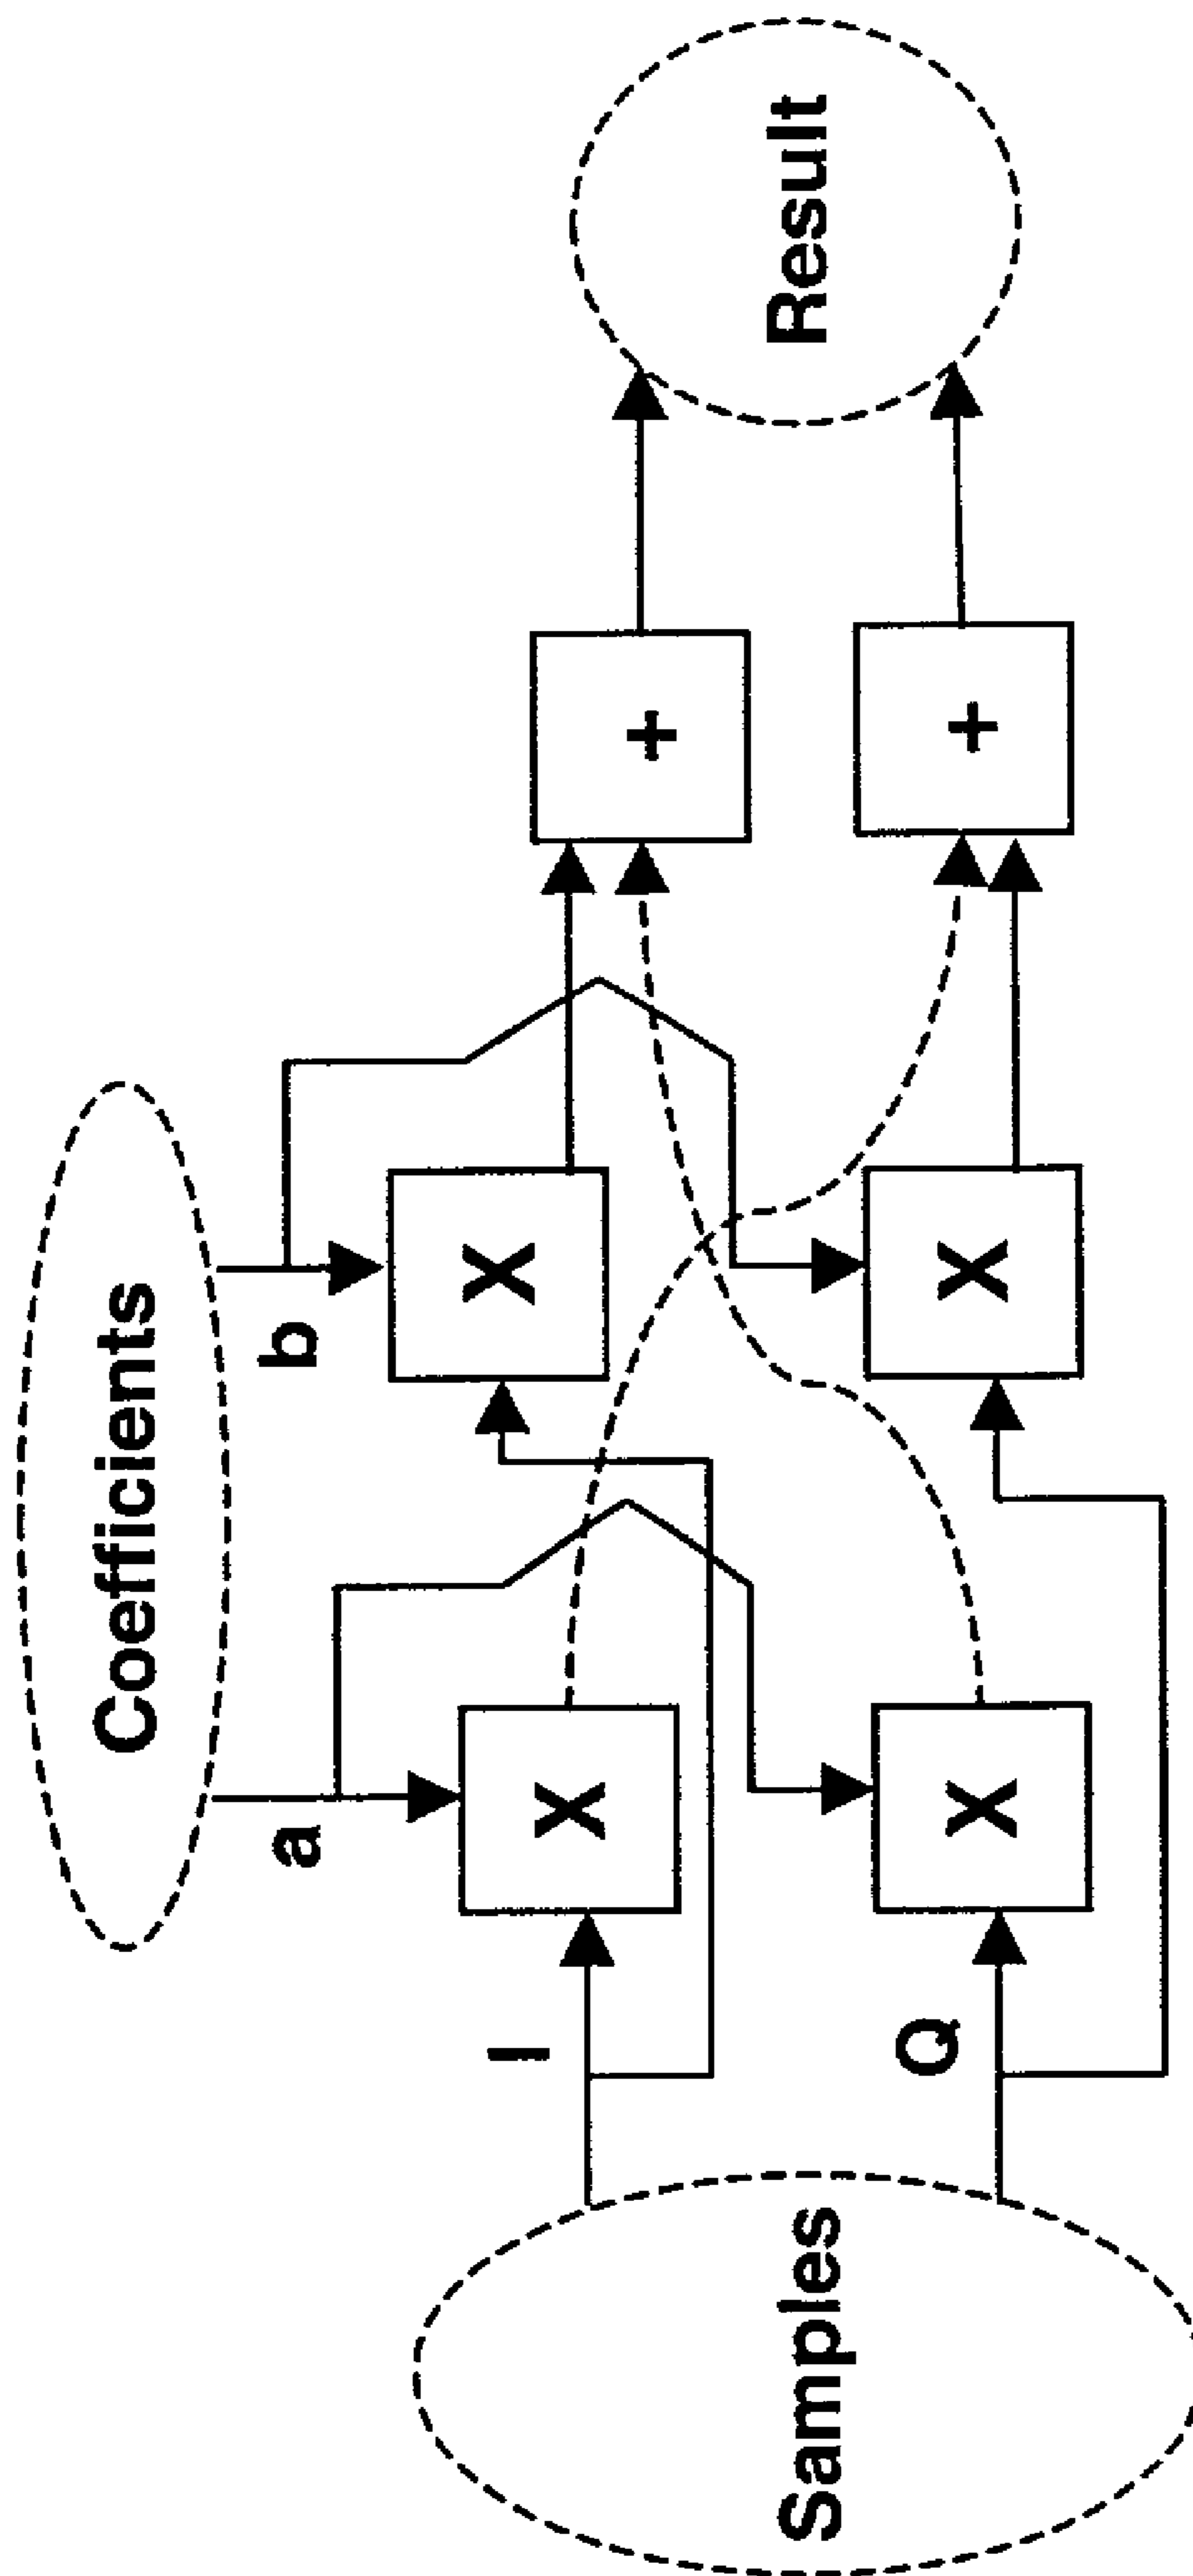 Coefficients
a
b
I
X
X
+
Result
Samples
Q
X
X
+